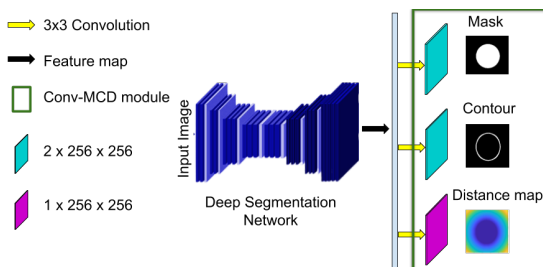 3x3 Convolution
Feature map
Conv-MCD module
2 x 256 x 256
1 x 256 x 256
Input Image
Deep Segmentation
Network
Mask
Contour
Distance map